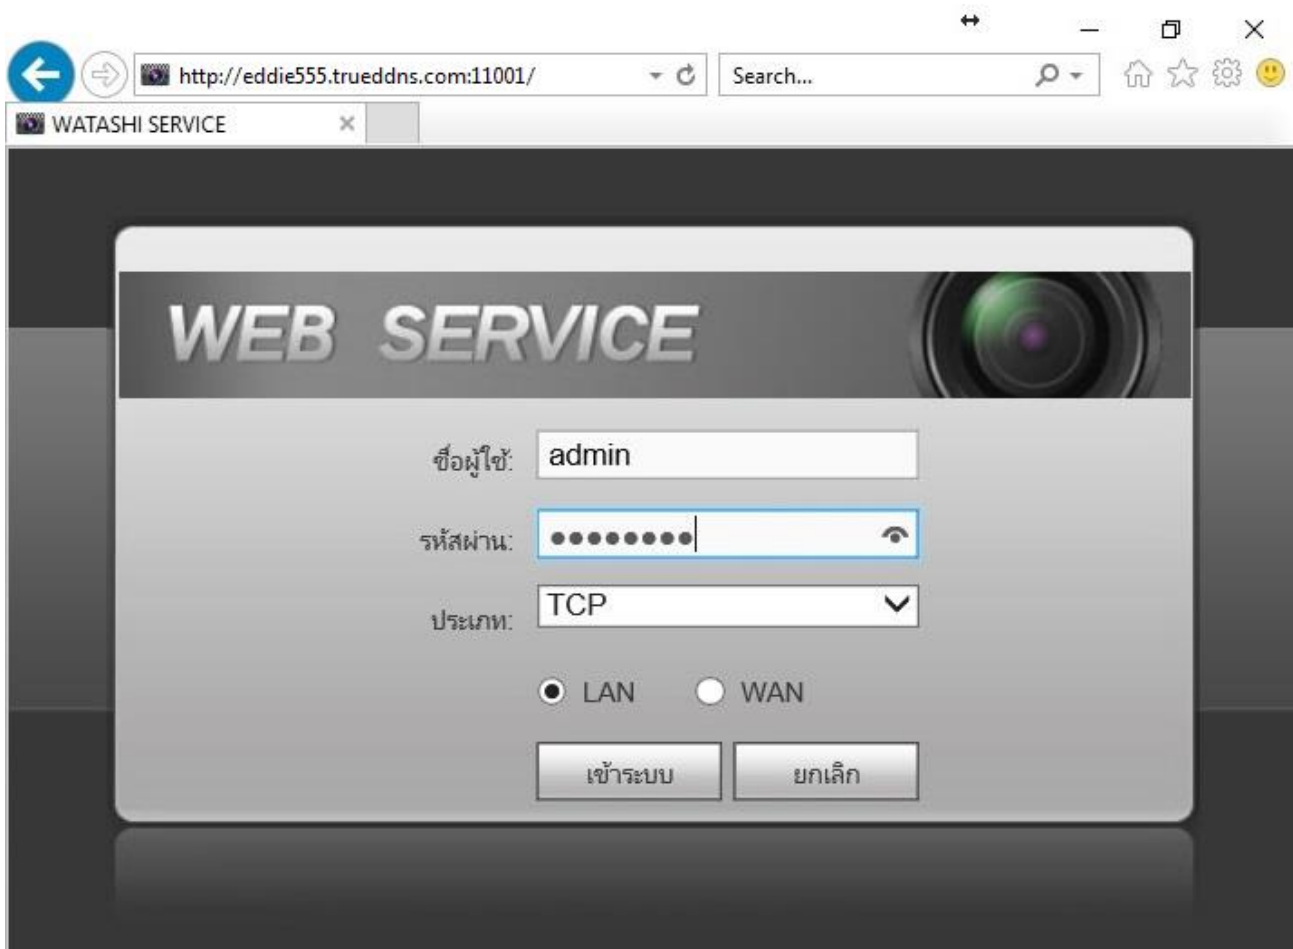 http://eddie555.trueddns.com:11001/
Search...
WATASHI SERVICE
WEB SERVICE
ชื่อผู้ใช้: admin
รหัสผ่าน: ●●●●●●●●
ประเภท: TCP
LAN WAN
เข้าระบบ ยกเลิก